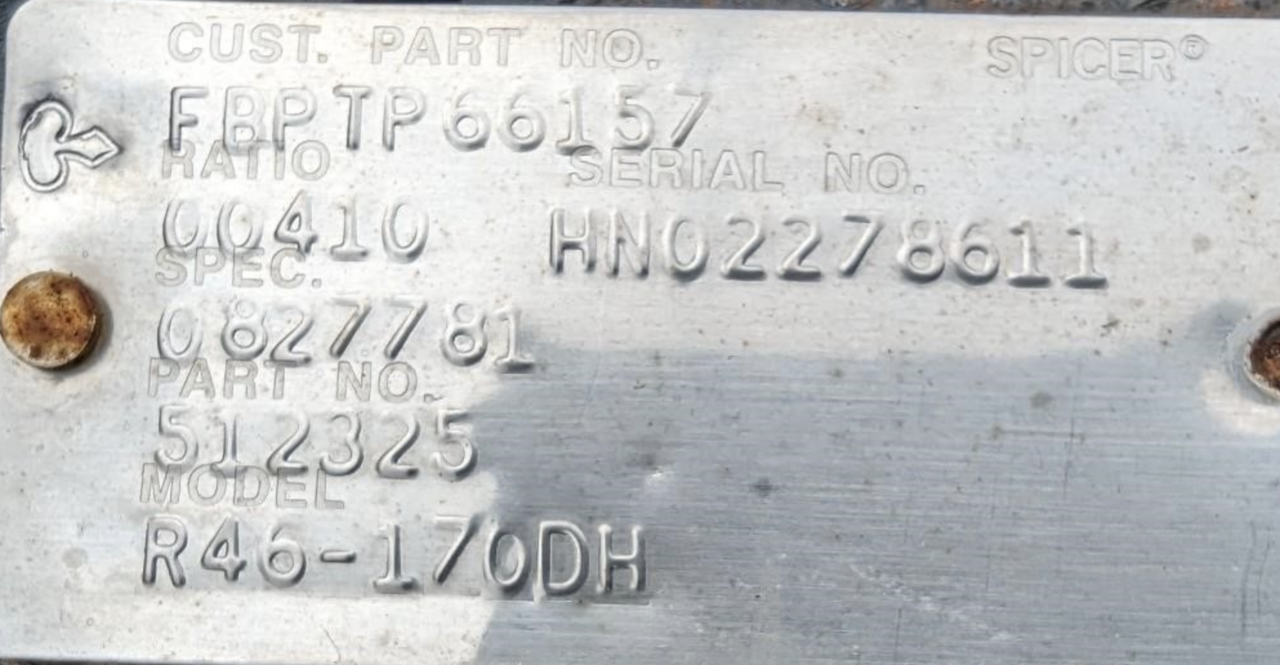 CUST. PART NO. SPICER®
FBPTP66157
RATIO SERIAL NO.
00410 HN02278611
SPEC.
0827781
PART NO.
512325
MODEL
R46-170DH